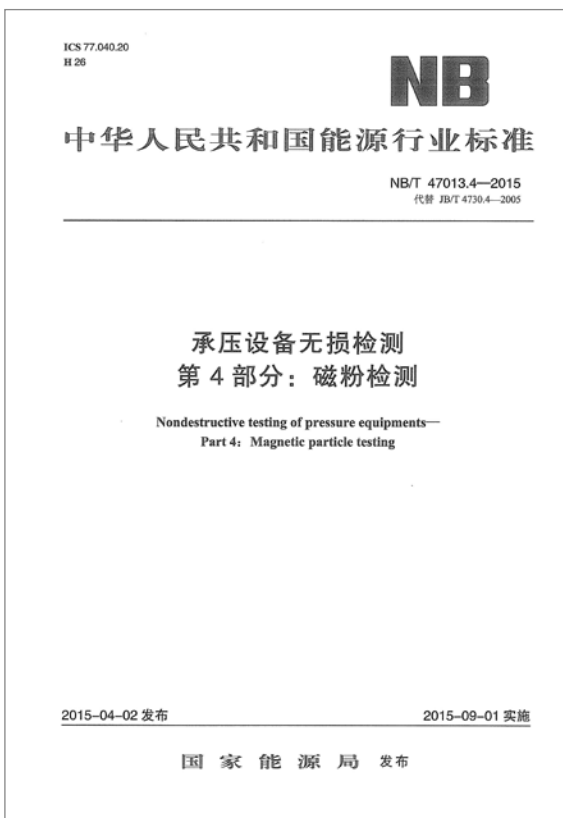 ICS 77.040.20
H 26
NB
中华人民共和国能源行业标准
NB/T 47013.4—2015
代替 JB/T 4730.4—2005
承压设备无损检测
第 4 部分：磁粉检测
Nondestructive testing of pressure equipments—
Part 4: Magnetic particle testing
2015-04-02 发布
2015-09-01 实施
国家能源局 发布